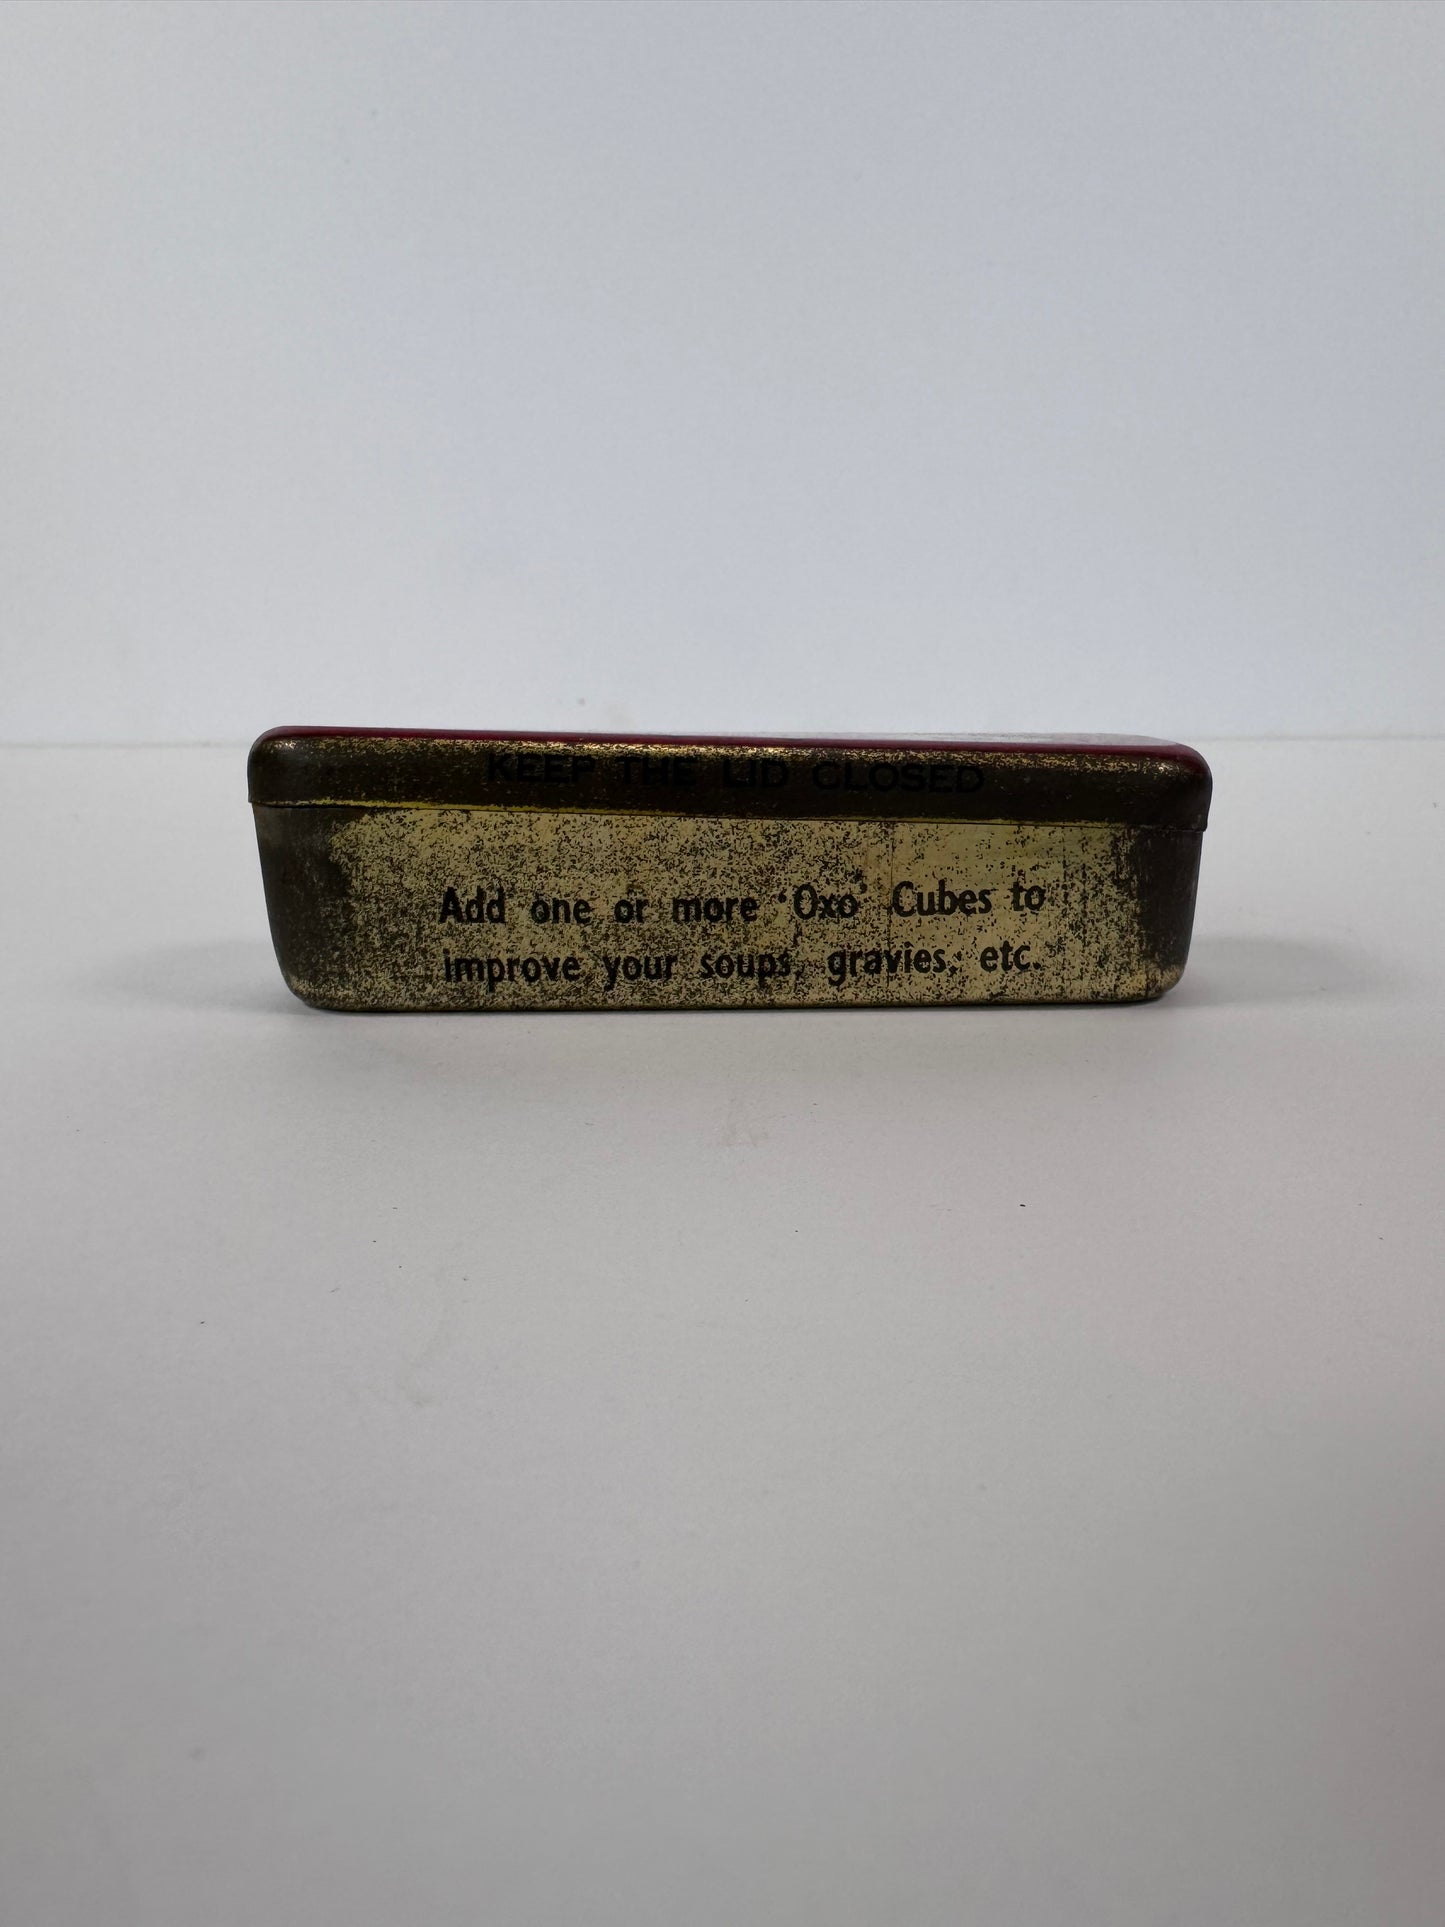 KEEP THE LID CLOSED
Add one or more ‘Oxo’ Cubes to
improve your soups, gravies, etc.